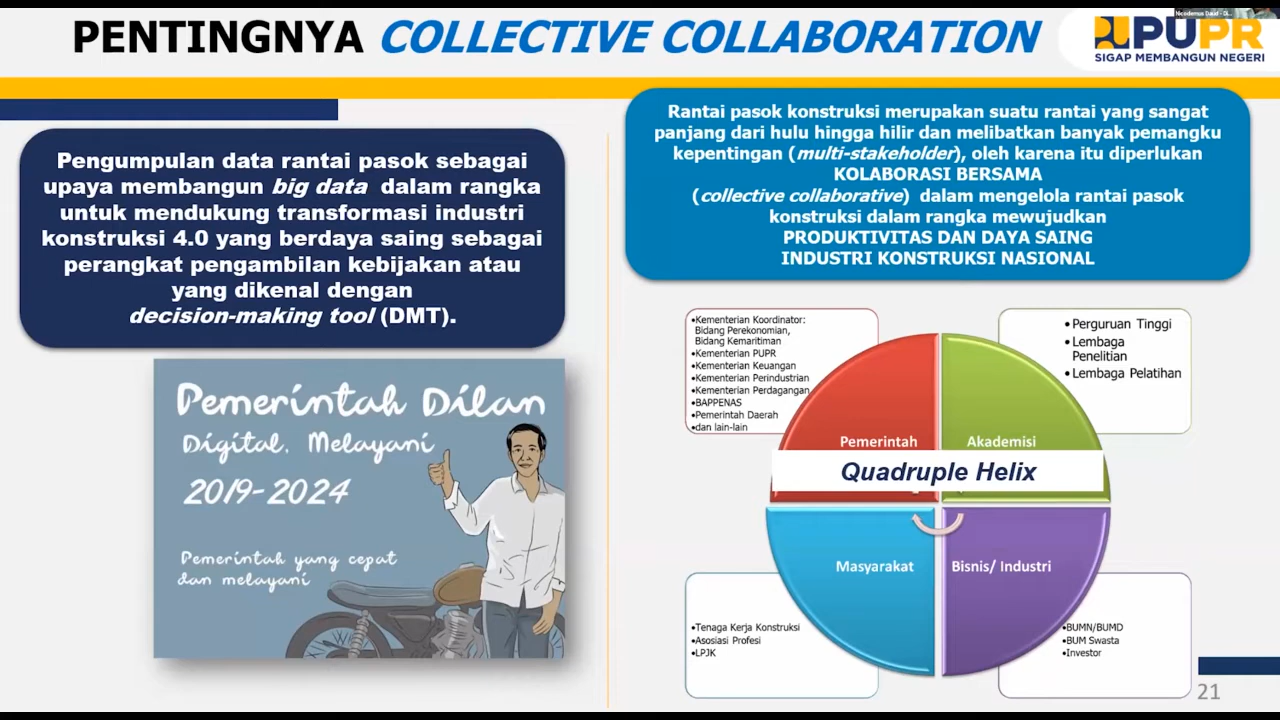 PENTINGNYA COLLECTIVE COLLABORATION
PUPR
SIGAP MEMBANGUN NEGERI
Pengumpulan data rantai pasok sebagai
upaya membangun big data dalam rangka
untuk mendukung transformasi industri
konstruksi 4.0 yang berdaya saing sebagai
perangkat pengambilan kebijakan atau
yang dikenal dengan
decision-making tool (DMT).
Pemerintah Dilan
Digital, Melayani
2019-2024
Pemerintah yang cepat
dan melayani
Rantai pasok konstruksi merupakan suatu rantai yang sangat
panjang dari hulu hingga hilir dan melibatkan banyak pemangku
kepentingan (multi-stakeholder), oleh karena itu diperlukan
KOLABORASI BERSAMA
(collective collaborative) dalam mengelola rantai pasok
konstruksi dalam rangka mewujudkan
PRODUKTIVITAS DAN DAYA SAING
INDUSTRI KONSTRUKSI NASIONAL
•Kementerian Koordinator:
Bidang Perekonomian,
Bidang Kemaritiman
•Kementerian PUPR
•Kementerian Keuangan
•Kementerian Perindustrian
•Kementerian Perdagangan
•BAPPENAS
•Pemerintah Daerah
•dan lain-lain
• Perguruan Tinggi
• Lembaga
Penelitian
• Lembaga Pelatihan
Pemerintah
Akademisi
Quadruple Helix
Masyarakat
Bisnis/ Industri
•Tenaga Kerja Konstruksi
•Asosiasi Profesi
•LPJK
•BUMN/BUMD
•BUM Swasta
•Investor
21